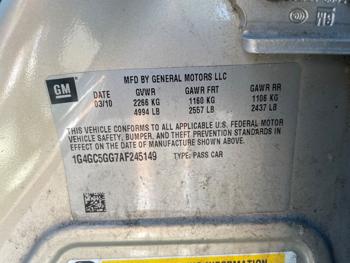 GM
MFD BY GENERAL MOTORS LLC
DATE GVWR GAWR FRT GAWR RR
03/10 2266 KG 1160 KG 1106 KG
4994 LB 2557 LB 2437 LB
THIS VEHICLE CONFORMS TO ALL APPLICABLE U.S. FEDERAL MOTOR
VEHICLE SAFETY, BUMPER, AND THEFT PREVENTION STANDARDS
IN EFFECT ON THE DATE OF MANUFACTURE SHOWN ABOVE.
1G4GC5GG7AF245149 TYPE: PASS CAR
INFORMATION